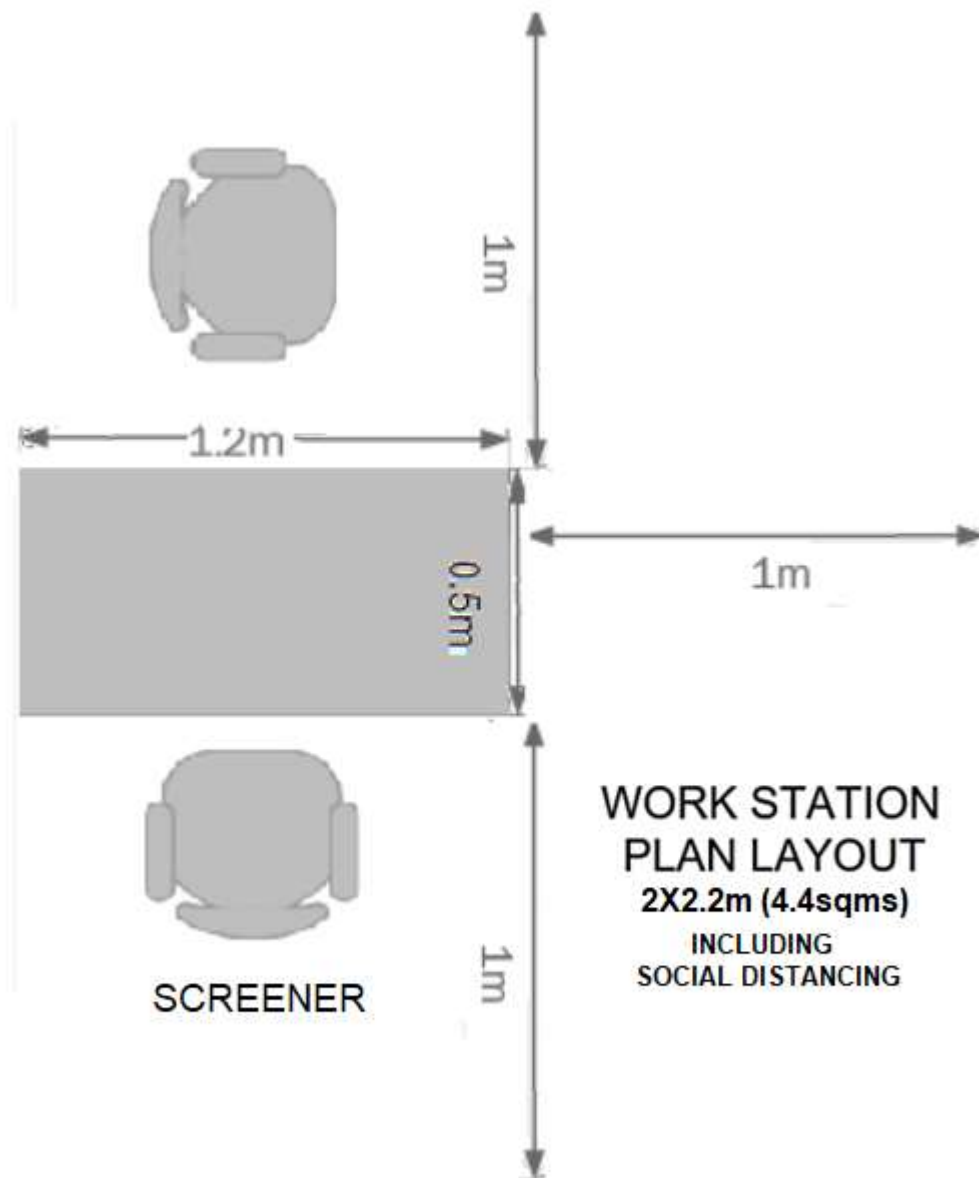 1m
1.2m
0.5m
1m
WORK STATION
PLAN LAYOUT
2X2.2m (4.4sqms)
INCLUDING
SOCIAL DISTANCING
1m
SCREENER